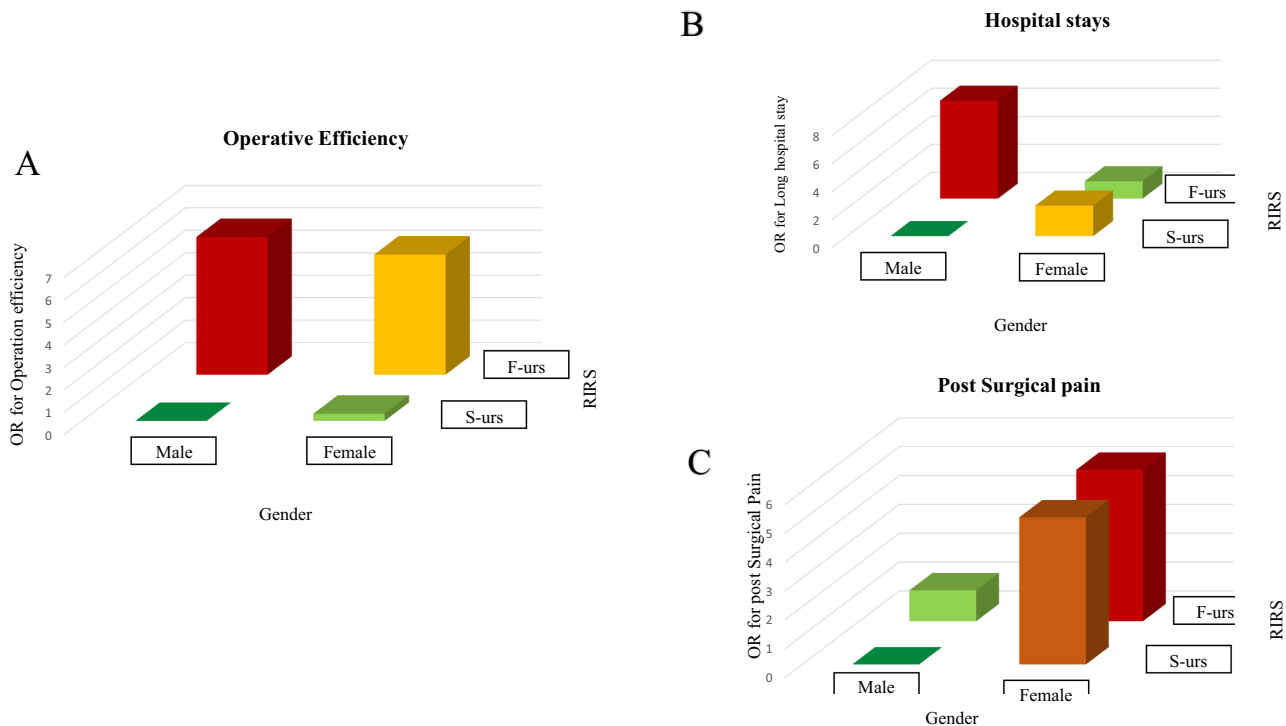 A
Operative Efficiency
OR for Operation efficiency
7
6
5
4
3
2
1
0
Male
Female
S-urs
F-urs
RIRS
Gender
B
Hospital stays
OR for Long hospital stay
8
6
4
2
0
Male
Female
S-urs
F-urs
RIRS
Gender
C
Post Surgical pain
OR for post Surgical Pain
6
5
4
3
2
1
0
Male
Female
S-urs
F-urs
RIRS
Gender